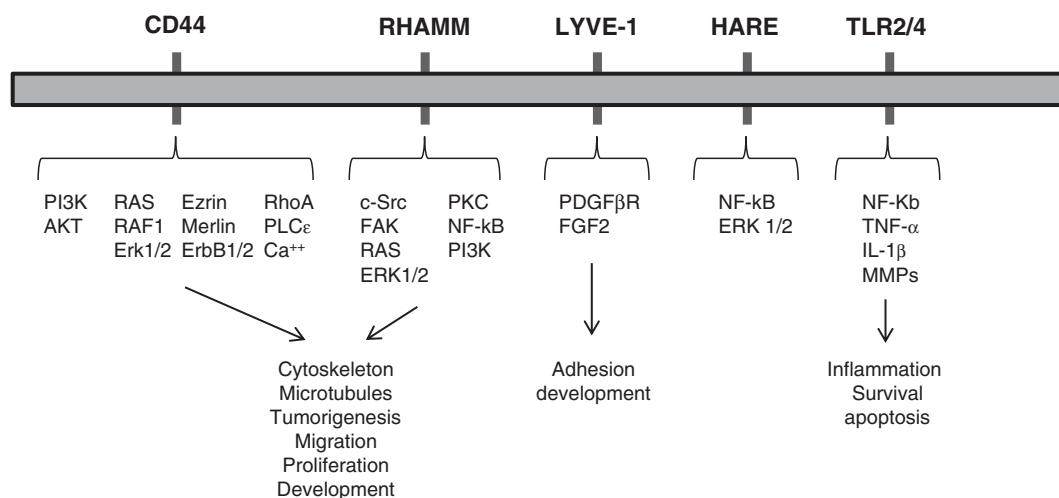 CD44
RHAMM
LYVE-1
HARE
TLR2/4
PI3K
AKT
RAS
RAF1
Erk1/2
Ezrin
Merlin
ErbB1/2
RhoA
PLCε
Ca⁺⁺
c-Src
FAK
RAS
ERK1/2
PKC
NF-kB
PI3K
PDGFβR
FGF2
NF-kB
ERK 1/2
NF-Kb
TNF-α
IL-1β
MMPs
Cytoskeleton
Microtubules
Tumorigenesis
Migration
Proliferation
Development
Adhesion
development
Inflammation
Survival
apoptosis